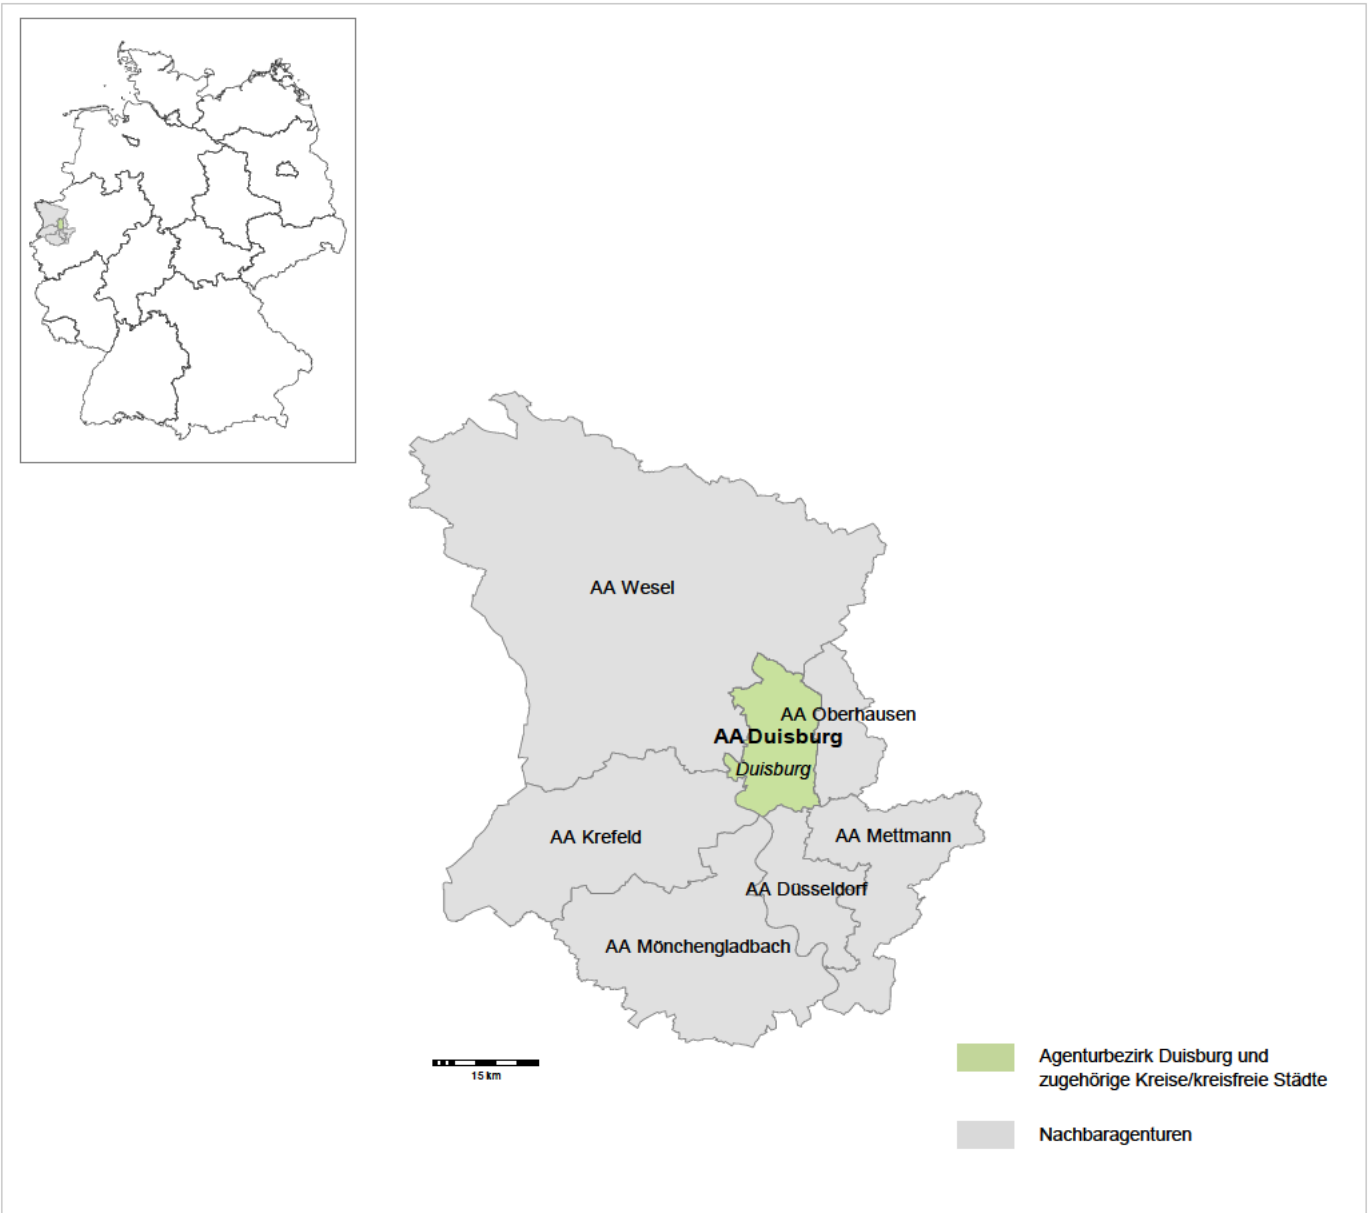 AA Wesel
AA Oberhausen
AA Duisburg
Duisburg
AA Krefeld
AA Mettmann
AA Düsseldorf
AA Mönchengladbach
15 km
Agenturbezirk Duisburg und
zugehörige Kreise/kreisfreie Städte
Nachbaragenturen